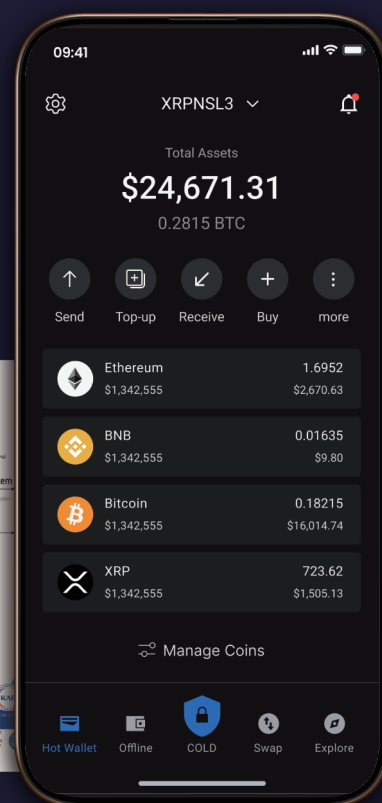 09:41
XRPNSL3
Total Assets
$24,671.31
0.2815 BTC
Send Top-up Receive Buy more
Ethereum 1.6952
$1,342,555 $2,670.63
BNB 0.01635
$1,342,555 $9.80
Bitcoin 0.18215
$1,342,555 $16,014.74
XRP 723.62
$1,342,555 $1,505.13
Manage Coins
Hot Wallet Offline COLD Swap Explore